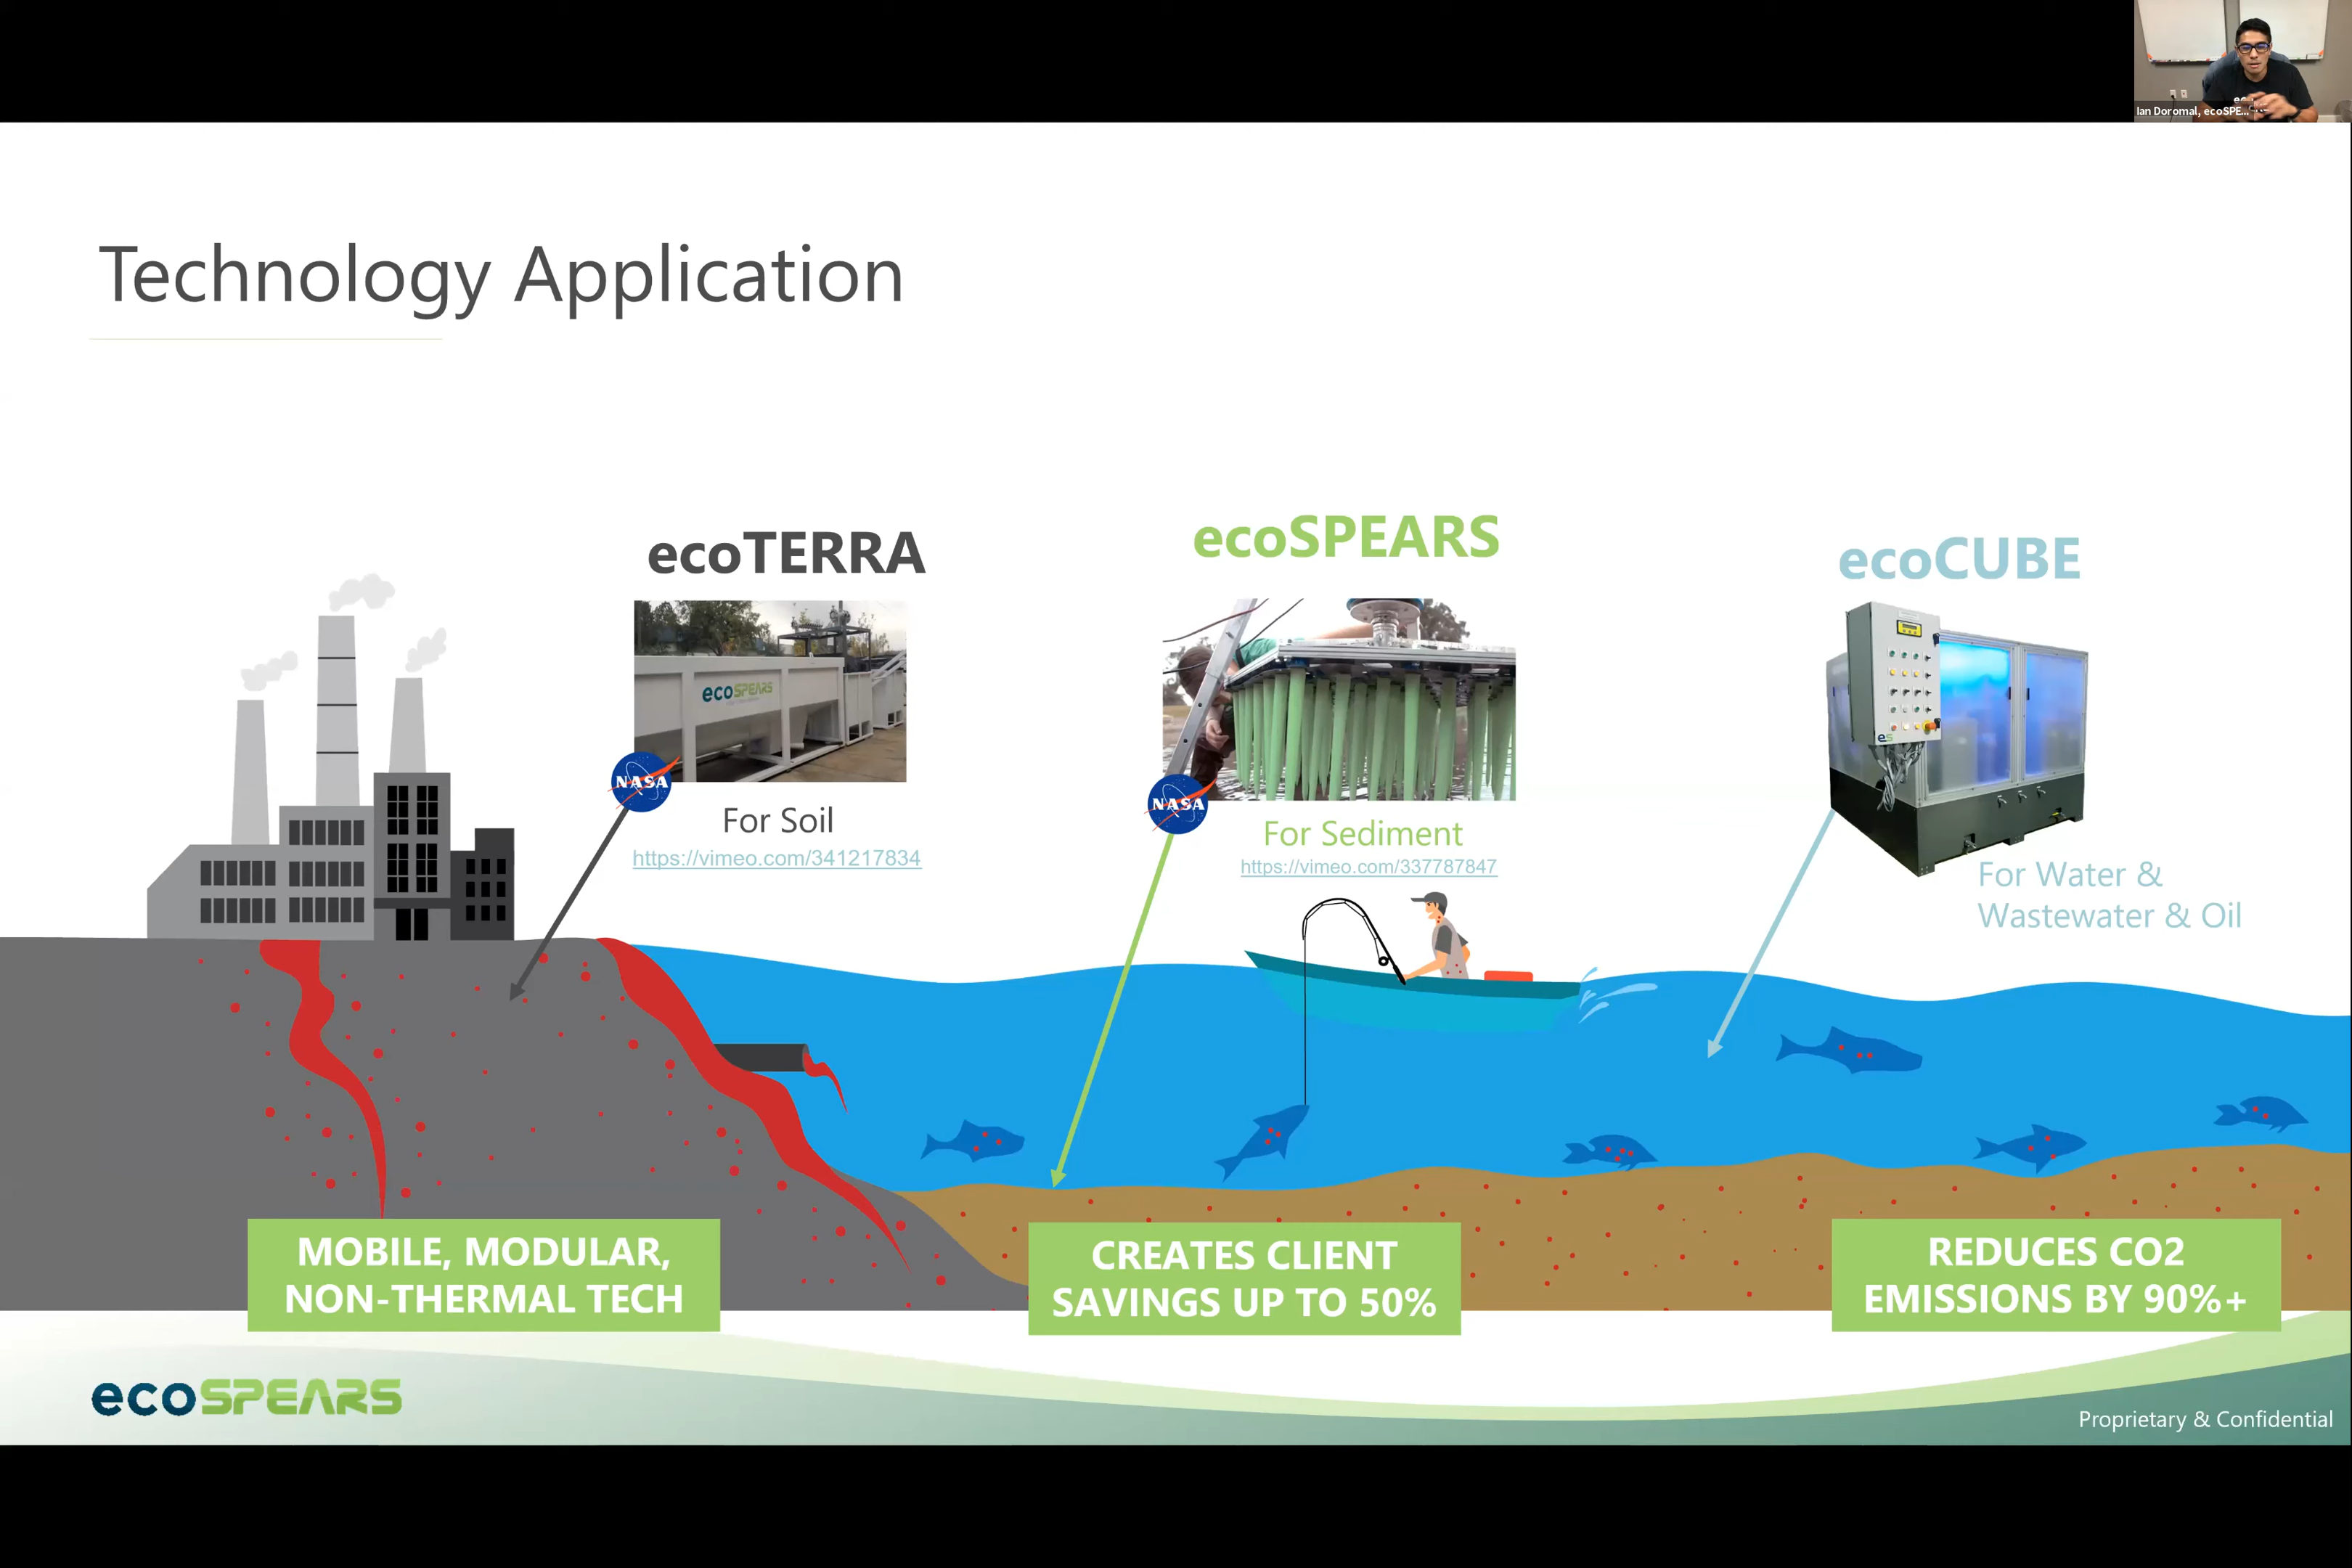 Ian Doromal, ecoSPE...
Technology Application
ecoTERRA
ecoSPEARS
NASA
For Soil
https://vimeo.com/341217834
ecoSPEARS
NASA
For Sediment
https://vimeo.com/337787847
ecoCUBE
es
For Water &
Wastewater & Oil
MOBILE, MODULAR,
NON-THERMAL TECH
CREATES CLIENT
SAVINGS UP TO 50%
REDUCES CO2
EMISSIONS BY 90%+
ecoSPEARS
Proprietary & Confidential